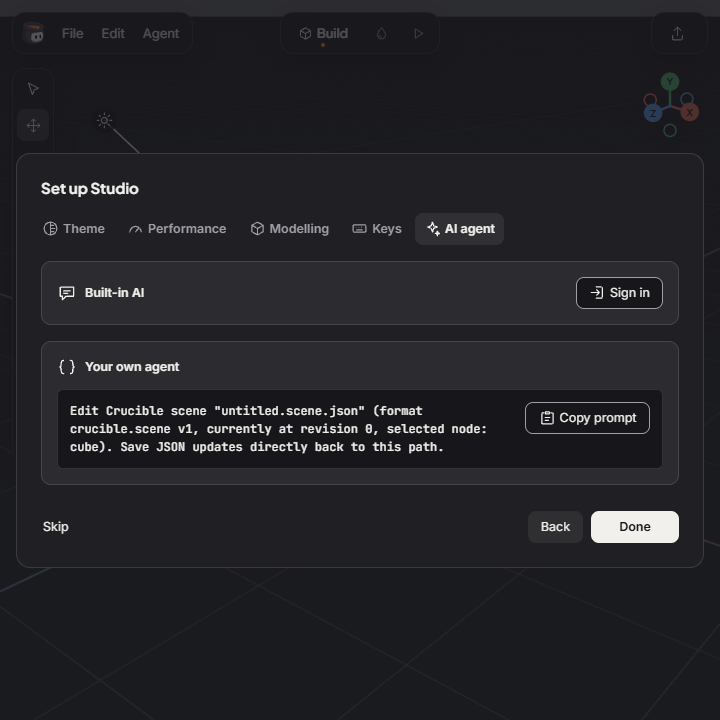 File Edit Agent
Build
Y
Z
X
Set up Studio
Theme Performance Modelling Keys AI agent
Built-in AI
Sign in
Your own agent
Edit Crucible scene "untitled.scene.json" (format
crucible.scene v1, currently at revision 0, selected node:
cube). Save JSON updates directly back to this path.
Copy prompt
Skip
Back
Done